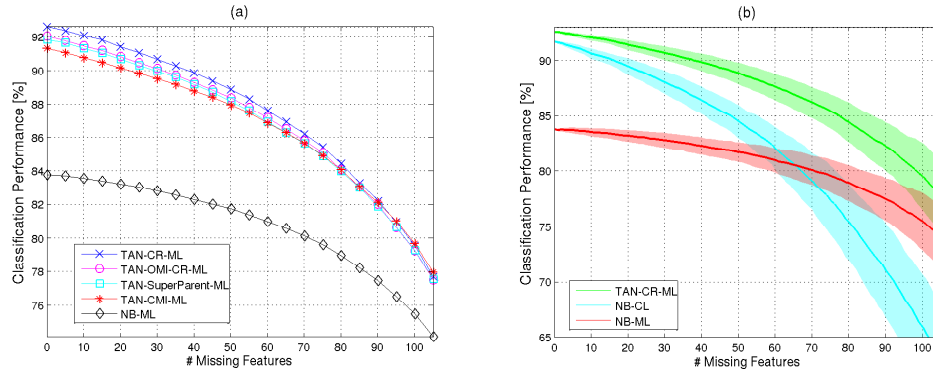 (a)
Classification Performance [%]
92
90
88
86
84
82
80
78
76
TAN-CR-ML
TAN-OMI-CR-ML
TAN-SuperParent-ML
TAN-CMI-ML
NB-ML
0 10 20 30 40 50 60 70 80 90 100
# Missing Features
(b)
Classification Performance [%]
90
85
80
75
70
65
TAN-CR-ML
NB-CL
NB-ML
0 10 20 30 40 50 60 70 80 90 100
# Missing Features